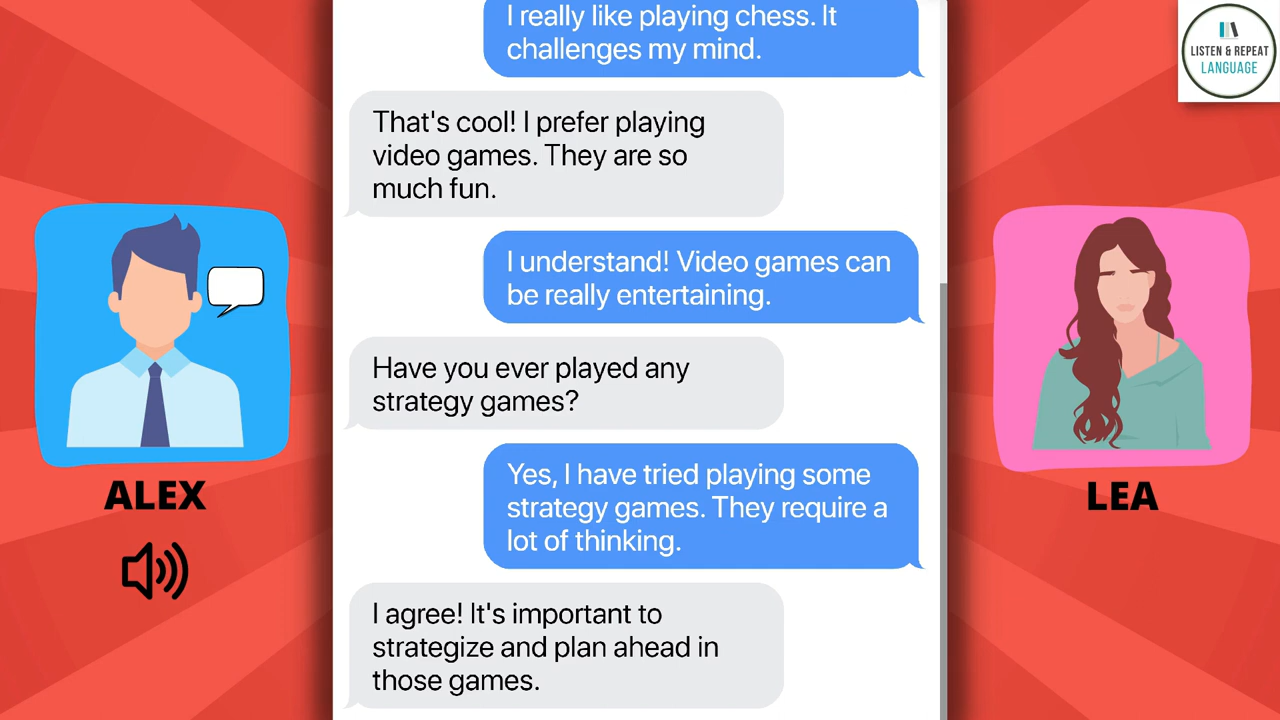 I really like playing chess. It
challenges my mind.
LISTEN & REPEAT
LANGUAGE
That's cool! I prefer playing
video games. They are so
much fun.
I understand! Video games can
be really entertaining.
Have you ever played any
strategy games?
Yes, I have tried playing some
strategy games. They require a
lot of thinking.
ALEX
LEA
I agree! It's important to
strategize and plan ahead in
those games.